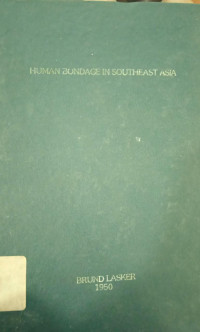 HUMAN BONDAGE IN SOUTHEAST ASIA
BRUNO LASKER
1950